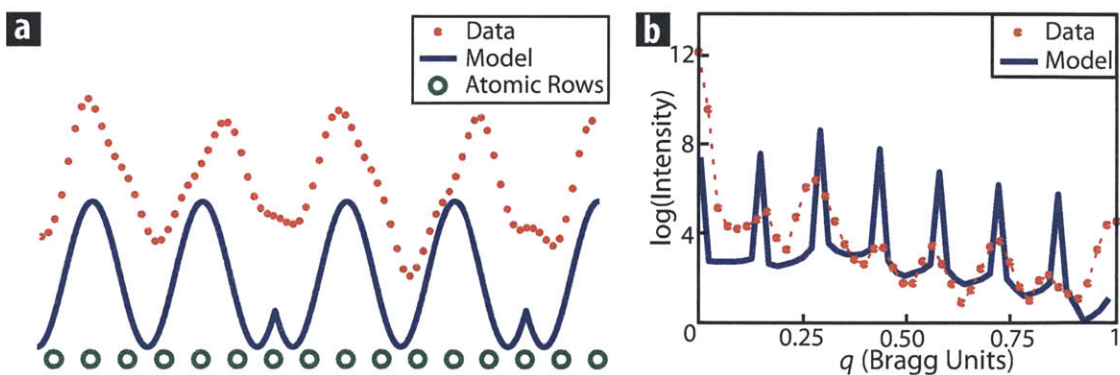 a
Data
Model
Atomic Rows
b
Data
Model
12
8
4
0
log(Intensity)
0 0.25 0.50 0.75 1
q (Bragg Units)